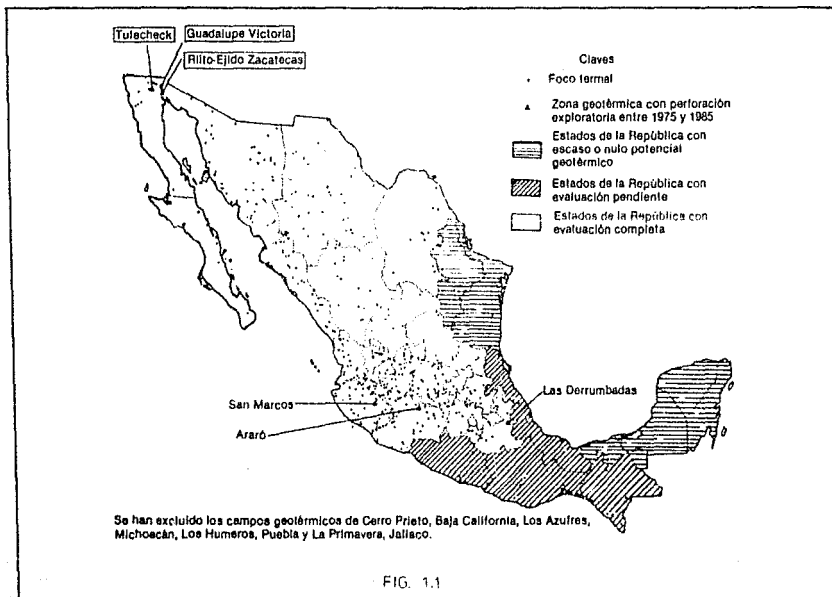 Tulecheck
Guadalupe Victoria
Riito-Ejido Zacatecas
Claves
Foco termal
Zona geotérmica con perforación
exploratoria entre 1975 y 1985
Estados de la República con
escaso o nulo potencial
geotérmico
Estados de la República con
evaluación pendiente
Estados de la República con
evaluación completa
Las Derrumbadas
San Marcos
Araró
Se han excluído los campos geotérmicos de Cerro Prieto, Baja California, Los Azufres,
Michoacán, Los Humeros, Puebla y La Primavera, Jalisco.
FIG. 1.1